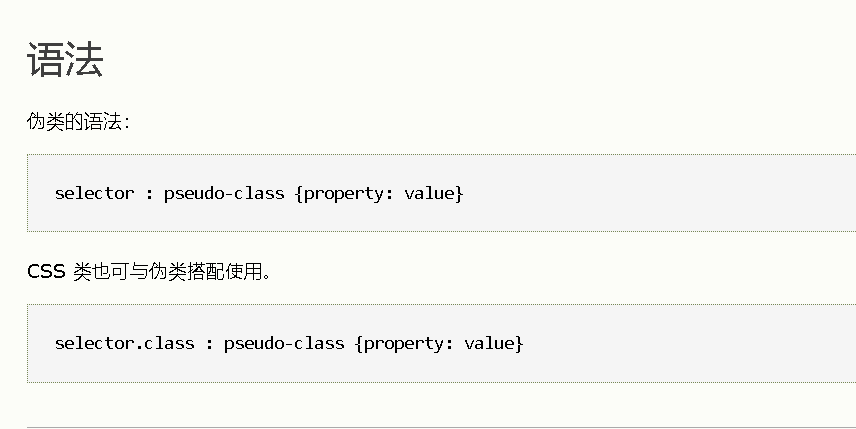 语法
伪类的语法：
selector : pseudo-class {property: value}
CSS 类也可与伪类搭配使用。
selector.class : pseudo-class {property: value}